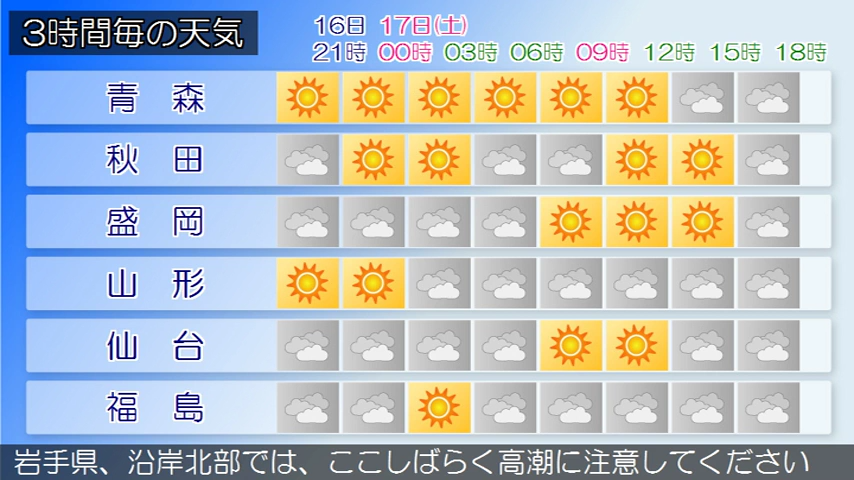 3時間毎の天気
16日 17日(土)
21時 00時 03時 06時 09時 12時 15時 18時
青森
秋田
盛岡
山形
仙台
福島
岩手県、沿岸北部では、ここしばらく高潮に注意してください